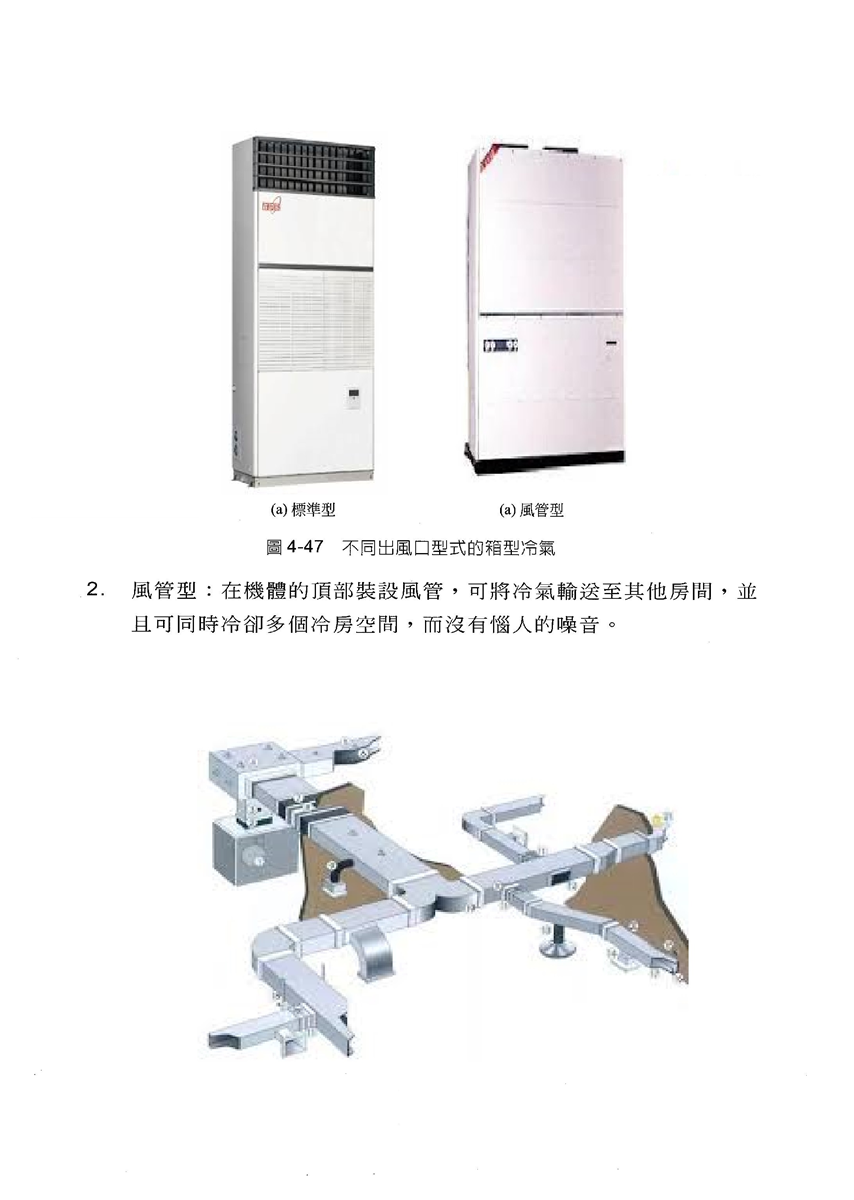 (a) 標準型
(a) 風管型
圖 4-47 不同出風口型式的箱型冷氣
2. 風管型：在機體的頂部裝設風管，可將冷氣輸送至其他房間，並
且可同時冷卻多個冷房空間，而沒有惱人的噪音。